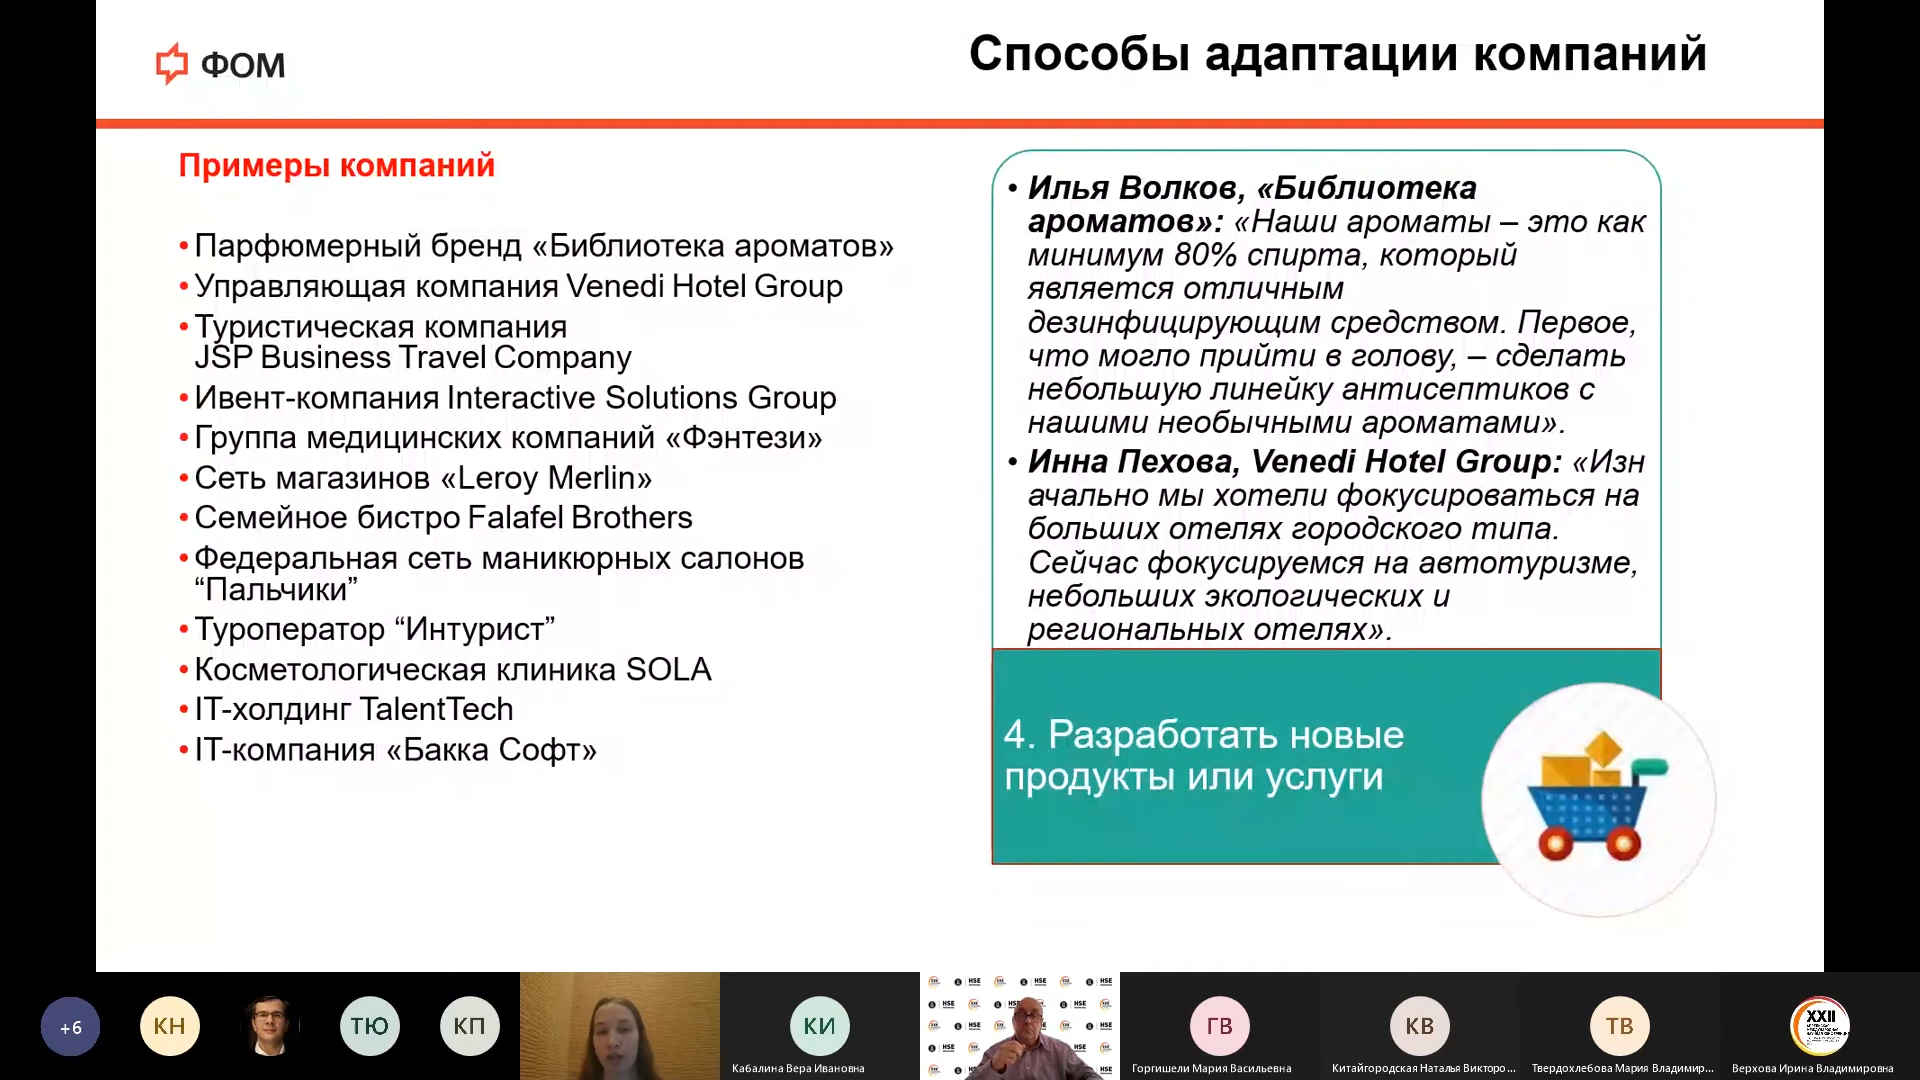 ФОМ
Способы адаптации компаний
Примеры компаний
• Парфюмерный бренд «Библиотека ароматов»
• Управляющая компания Venedi Hotel Group
• Туристическая компания
JSP Business Travel Company
• Ивент-компания Interactive Solutions Group
• Группа медицинских компаний «Фэнтези»
• Сеть магазинов «Leroy Merlin»
• Семейное бистро Falafel Brothers
• Федеральная сеть маникюрных салонов
“Пальчики”
• Туроператор “Интурист”
• Косметологическая клиника SOLA
• IT-холдинг TalentTech
• IT-компания «Бакка Софт»
• Илья Волков, «Библиотека
ароматов»: «Наши ароматы – это как
минимум 80% спирта, который
является отличным
дезинфицирующим средством. Первое,
что могло прийти в голову, – сделать
небольшую линейку антисептиков с
нашими необычными ароматами».
• Инна Пехова, Venedi Hotel Group: «Изн
ачально мы хотели фокусироваться на
больших отелях городского типа.
Сейчас фокусируемся на автотуризме,
небольших экологических и
региональных отелях».
4. Разработать новые
продукты или услуги
+6
КН
ТЮ
КП
КИ
Кабалина Вера Ивановна
HSE
ГВ
Горгишели Мария Васильевна
КВ
Китайгородская Наталья Викторо...
ТВ
Твердохлебова Мария Владимир...
XXII
Верхова Ирина Владимировна